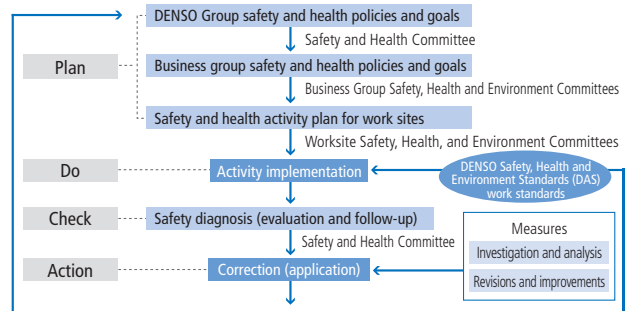 DENSO Group safety and health policies and goals
Safety and Health Committee
Plan
Business group safety and health policies and goals
Business Group Safety, Health and Environment Committees
Safety and health activity plan for work sites
Worksite Safety, Health, and Environment Committees
Do
Activity implementation
DENSO Safety, Health and
Environment Standards (DAS)
work standards
Check
Safety diagnosis (evaluation and follow-up)
Safety and Health Committee
Measures
Investigation and analysis
Revisions and improvements
Action
Correction (application)